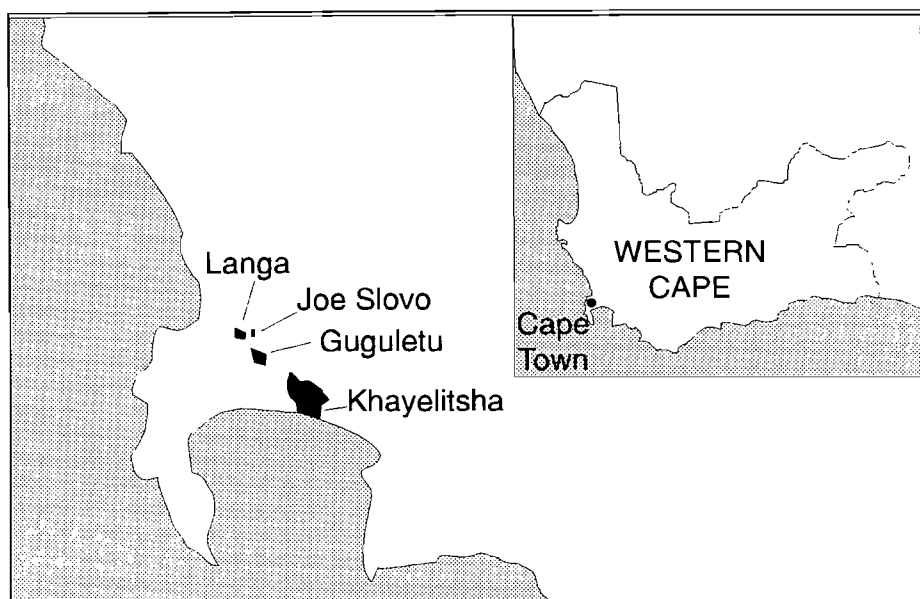 Langa
Joe Slovo
Guguletu
Khayelitsha
WESTERN
CAPE
Cape
Town